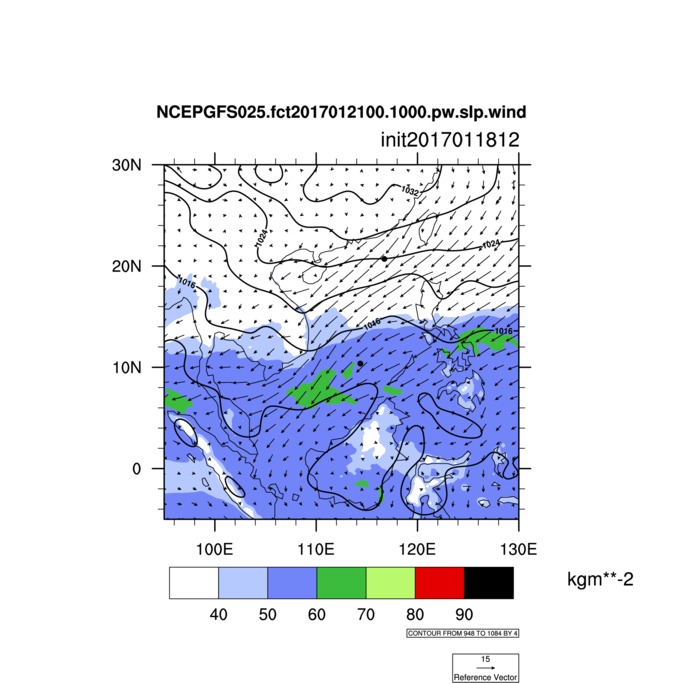 NCEPGFS025.fct2017012100.1000.pw.slp.wind
init2017011812
30N
1032
1024
1024
20N
1016
1016
1016
10N
0
100E 110E 120E 130E
kgm**-2
40 50 60 70 80 90
CONTOUR FROM 948 TO 1084 BY 4
15
Reference Vector